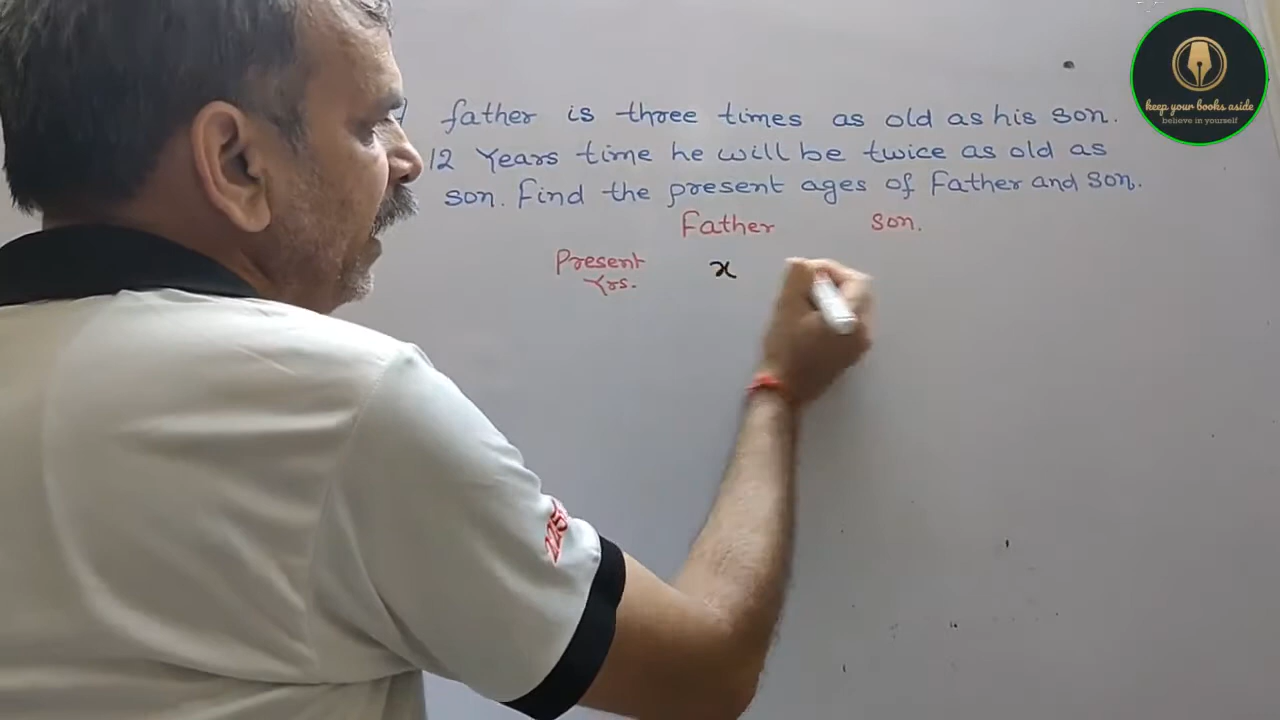 father is three times as old as his son.
12 Years time he will be twice as old as
son. Find the present ages of Father and son.
Father son.
Present x
Yrs.
keep your books aside
believe in yourself